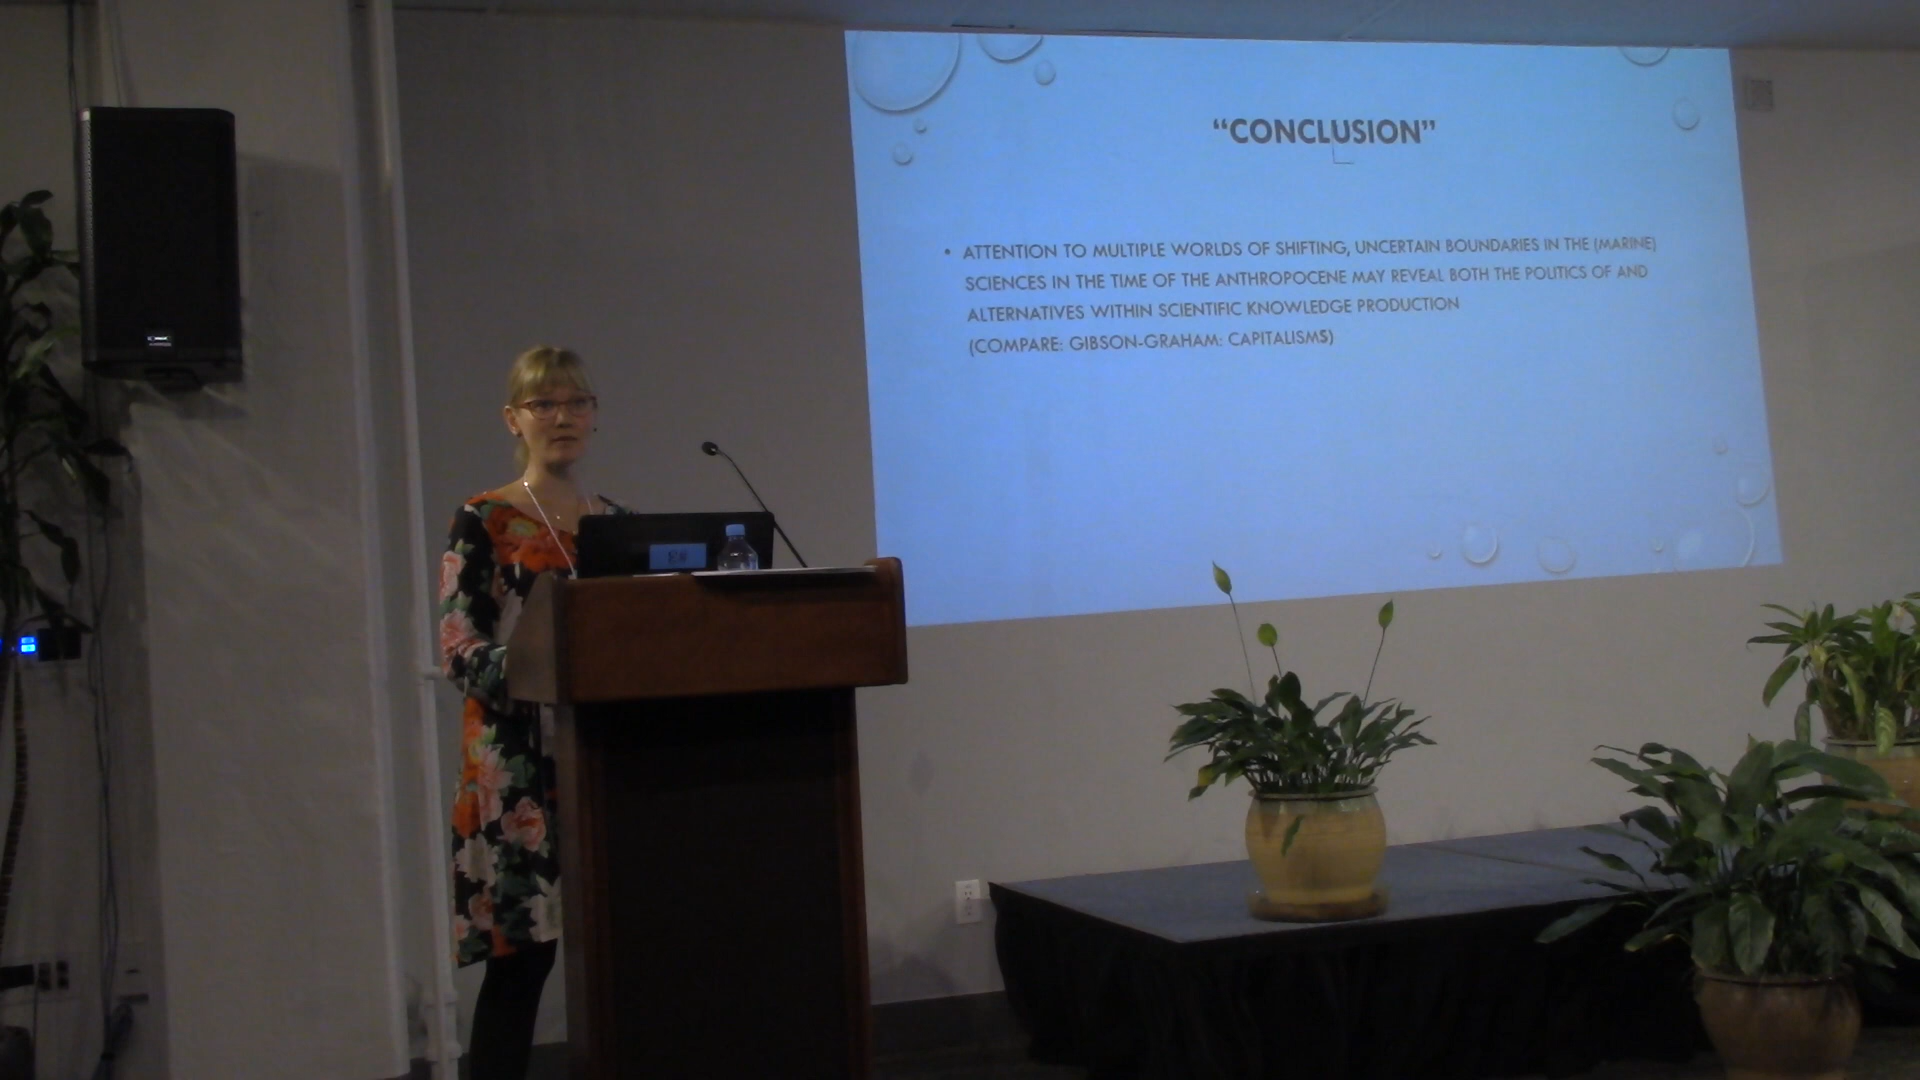 “CONCLUSION”
• ATTENTION TO MULTIPLE WORLDS OF SHIFTING, UNCERTAIN BOUNDARIES IN THE (MARINE)
SCIENCES IN THE TIME OF THE ANTHROPOCENE MAY REVEAL BOTH THE POLITICS OF AND
ALTERNATIVES WITHIN SCIENTIFIC KNOWLEDGE PRODUCTION
(COMPARE: GIBSON-GRAHAM: CAPITALISMS)